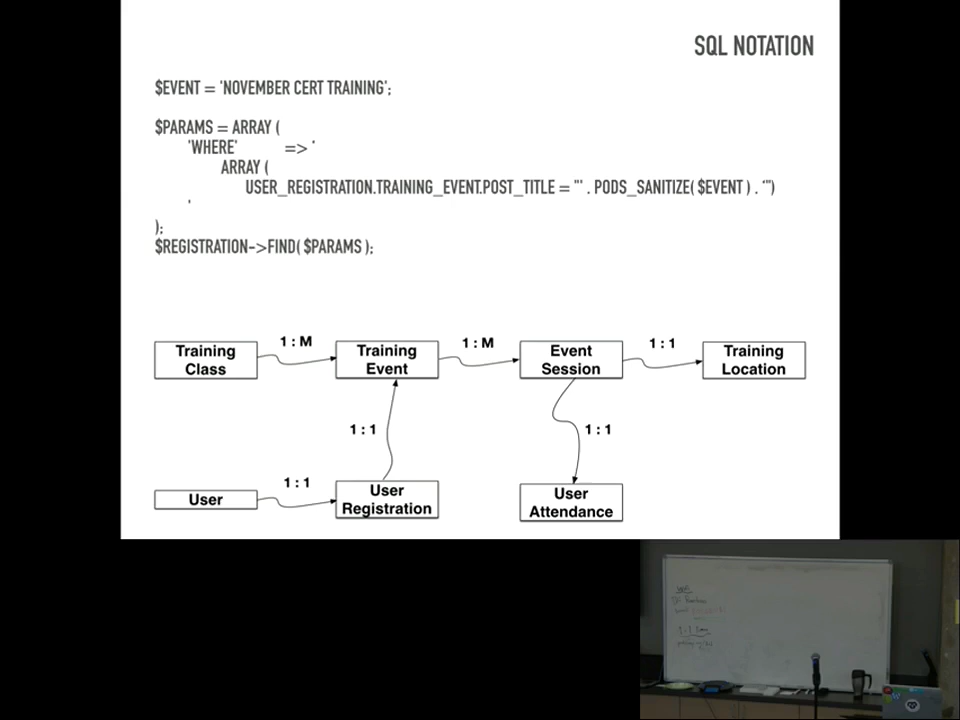 SQL NOTATION
$EVENT = 'NOVEMBER CERT TRAINING';
$PARAMS = ARRAY (
'WHERE' => '
ARRAY (
USER_REGISTRATION.TRAINING_EVENT.POST_TITLE = "' . PODS_SANITIZE( $EVENT ) . '")
'
);
$REGISTRATION->FIND( $PARAMS );
1 : M
1 : M
1 : 1
Training
Class
Training
Event
Event
Session
Training
Location
1 : 1
1 : 1
1 : 1
User
User
Registration
User
Attendance